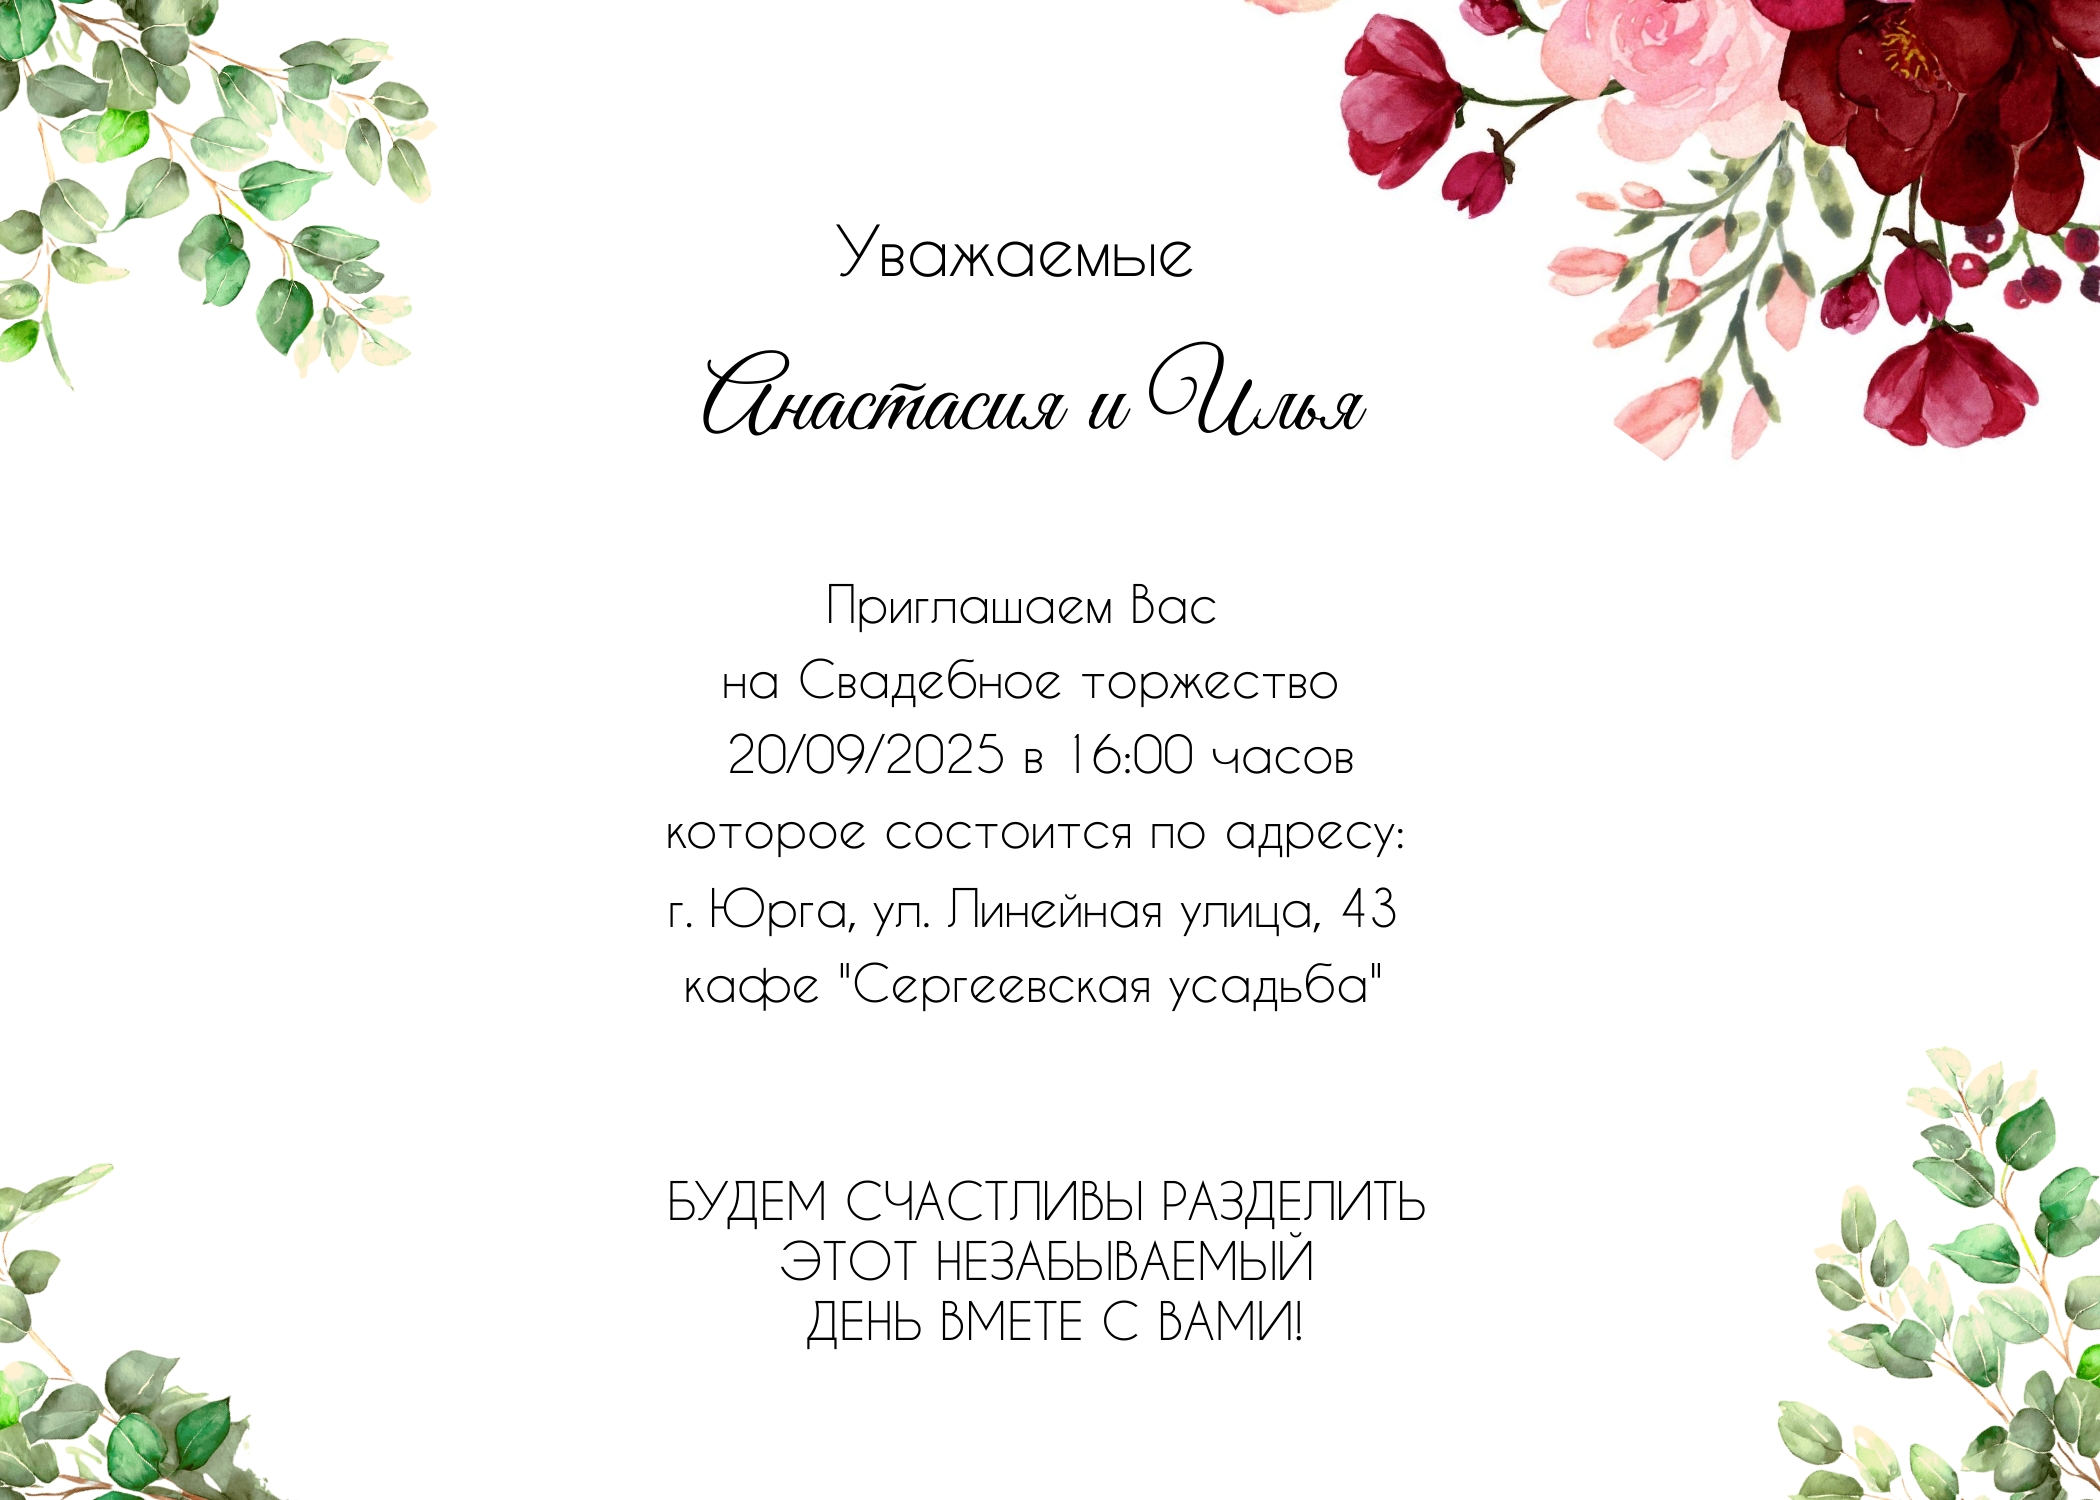 Уважаемые
Анастасия и Илья
Приглашаем Вас
на Свадебное торжество
20/09/2025 в 16:00 часов
которое состоится по адресу:
г. Юрга, ул. Линейная улица, 43
кафе "Сергеевская усадьба"
БУДЕМ СЧАСТЛИВЫ РАЗДЕЛИТЬ
ЭТОТ НЕЗАБЫВАЕМЫЙ
ДЕНЬ ВМЕТЕ С ВАМИ!